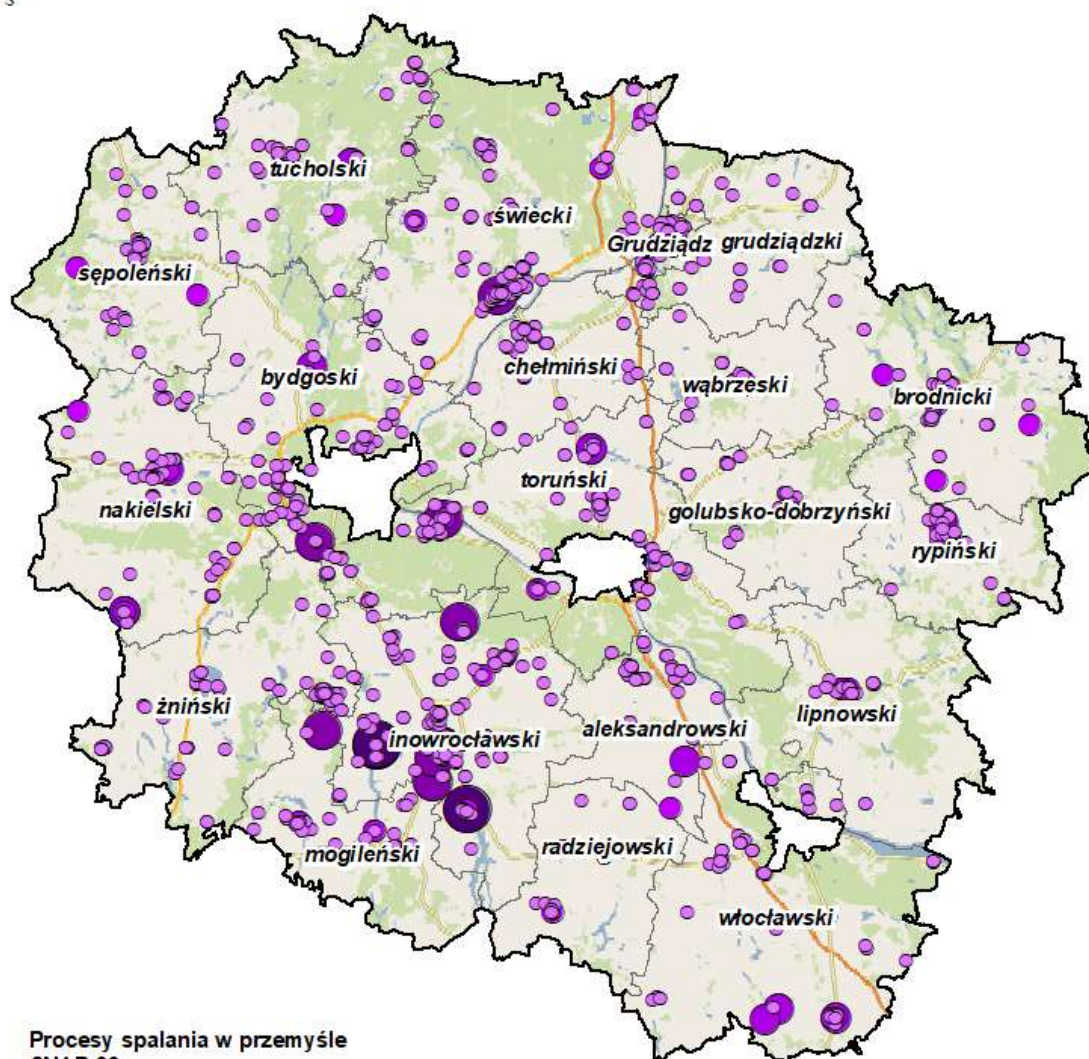 tucholski
świecki
Grudziądz grudziądzki
sępoleński
chełmiński
bydgoski
wąbrzeski
brodnicki
toruński
nakielski
golubsko-dobrzyński
rypiński
żniński
lipnowski
aleksandrowski
inowrocławski
radziejowski
mogileński
włocławski
Procesy spalania w przemyśle